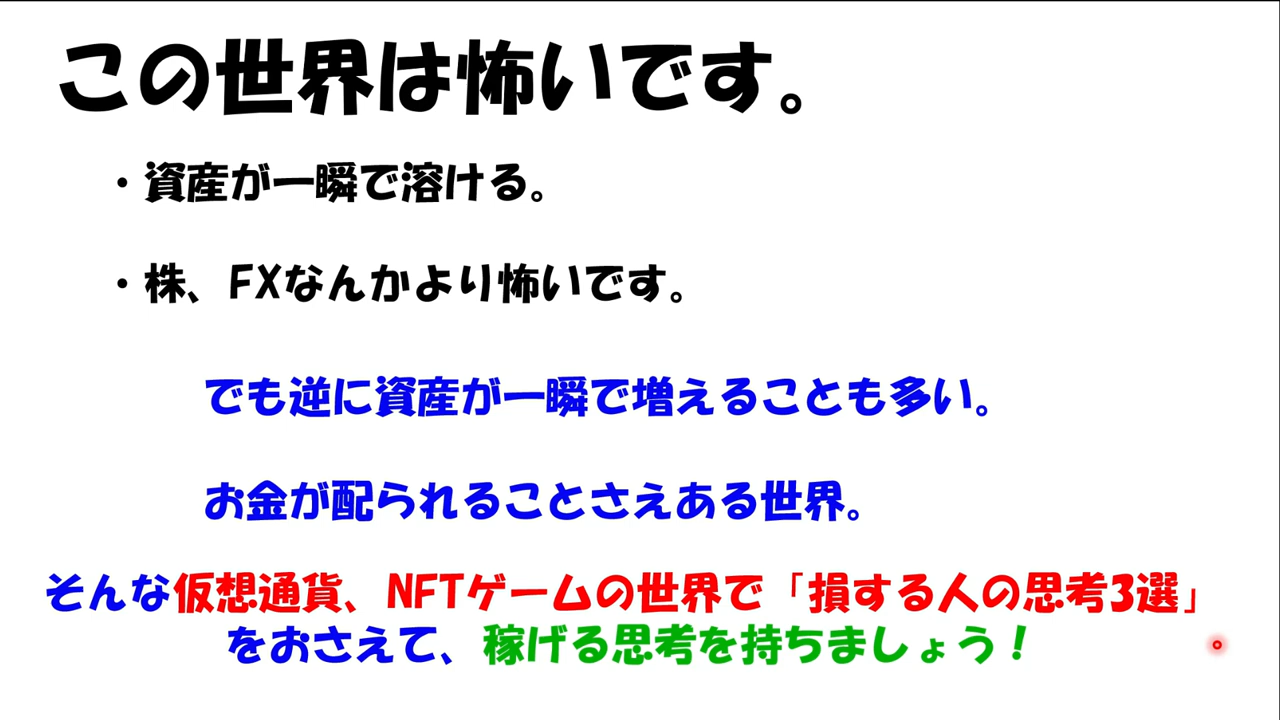 この世界は怖いです。
・資産が一瞬で溶ける。
・株、FXなんかより怖いです。
でも逆に資産が一瞬で増えることも多い。
お金が配られることさえある世界。
そんな仮想通貨、NFTゲームの世界で「損する人の思考3選」
をおさえて、稼げる思考を持ちましょう！